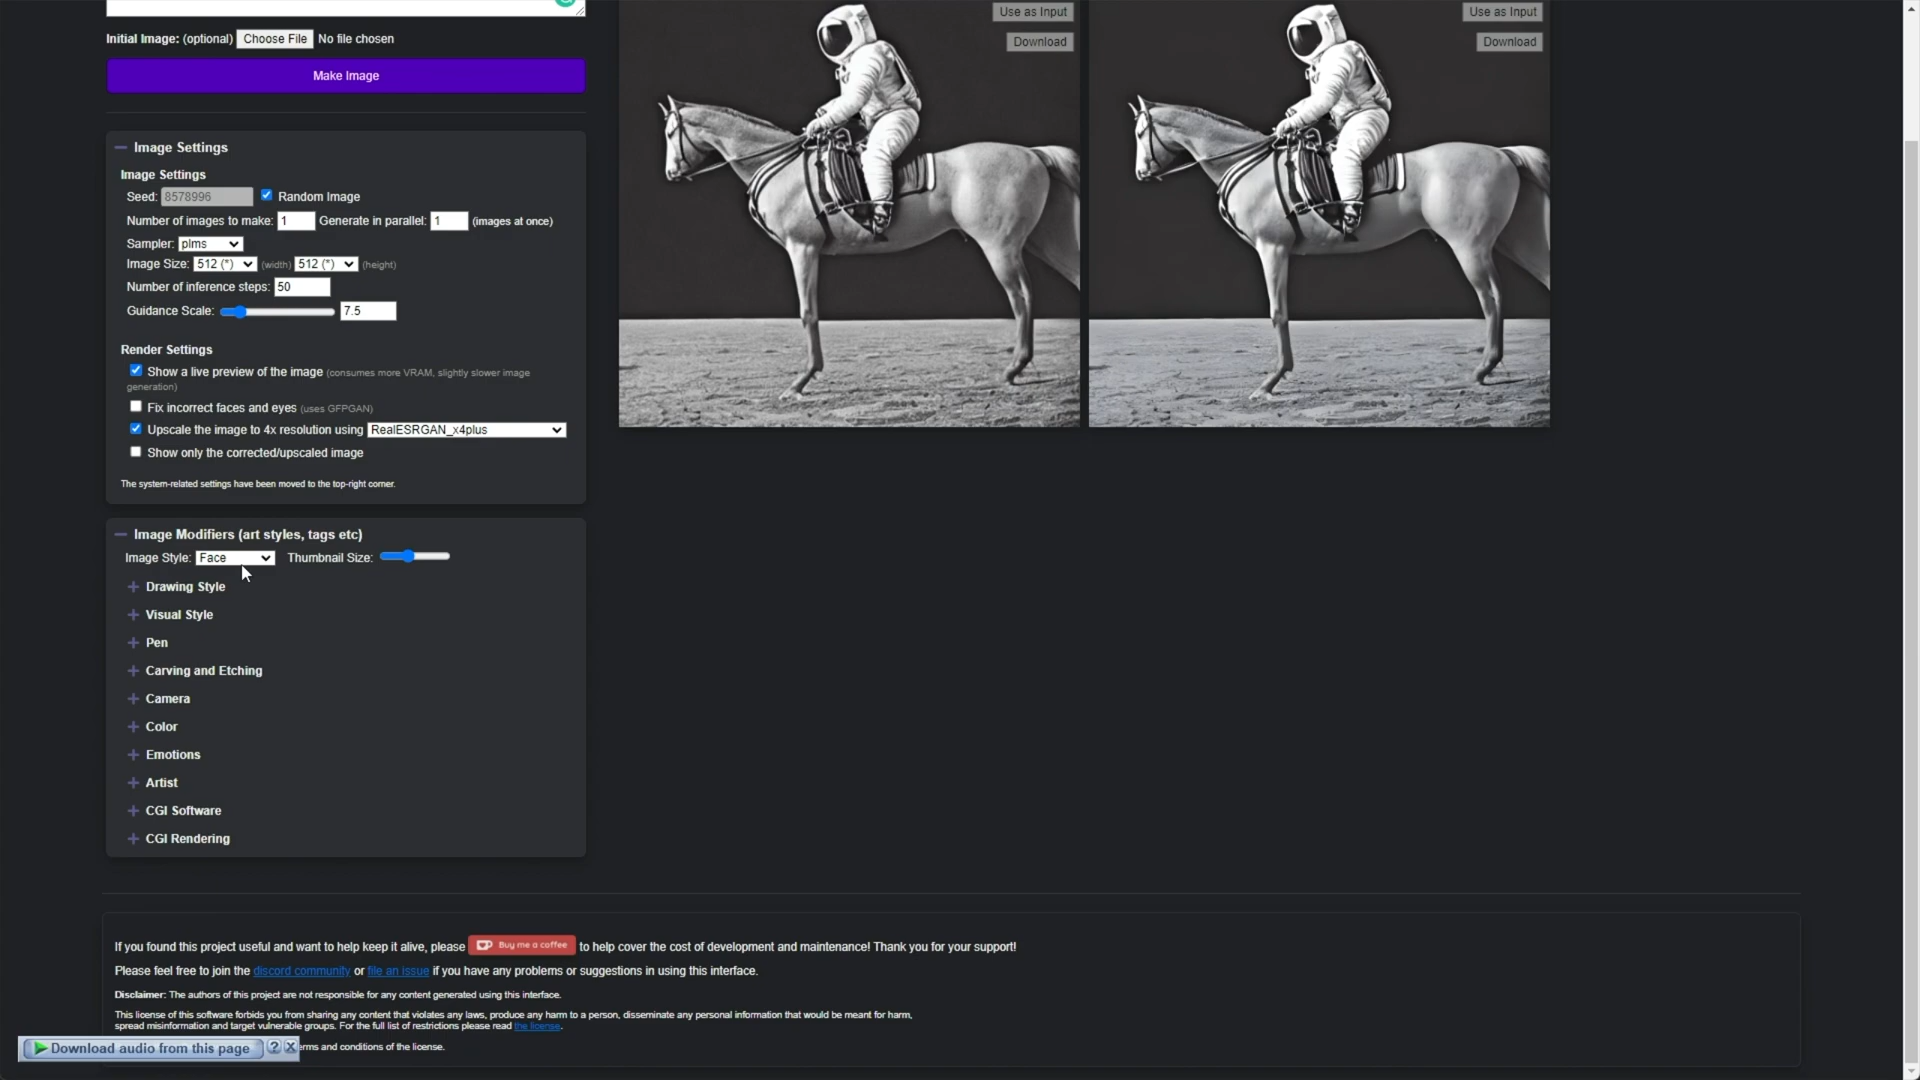 Use as Input
Use as Input
Initial Image: (optional) Choose File No file chosen
Download
Download
Make Image
Image Settings
Image Settings
Seed: 8578996 Random Image
Number of images to make: 1 Generate in parallel: 1 (images at once)
Sampler: plms
Image Size: 512 (*) (width) 512 (*) (height)
Number of inference steps: 50
Guidance Scale: 7.5
Render Settings
Show a live preview of the image (consumes more VRAM, slightly slower image
generation)
Fix incorrect faces and eyes (uses GFPGAN)
Upscale the image to 4x resolution using RealESRGAN_x4plus
Show only the corrected/upscaled image
The system-related settings have been moved to the top-right corner.
Image Modifiers (art styles, tags etc)
Image Style: Face Thumbnail Size:
Drawing Style
Visual Style
Pen
Carving and Etching
Camera
Color
Emotions
Artist
CGI Software
CGI Rendering
If you found this project useful and want to help keep it alive, please Buy me a coffee to help cover the cost of development and maintenance! Thank you for your support!
Please feel free to join the discord community or file an issue if you have any problems or suggestions in using this interface.
Disclaimer: The authors of this project are not responsible for any content generated using this interface.
This license of this software forbids you from sharing any content that violates any laws, produce any harm to a person, disseminate any personal information that would be meant for harm,
spread misinformation and target vulnerable groups. For the full list of restrictions please read the license.
Download audio from this page ? X erms and conditions of the license.